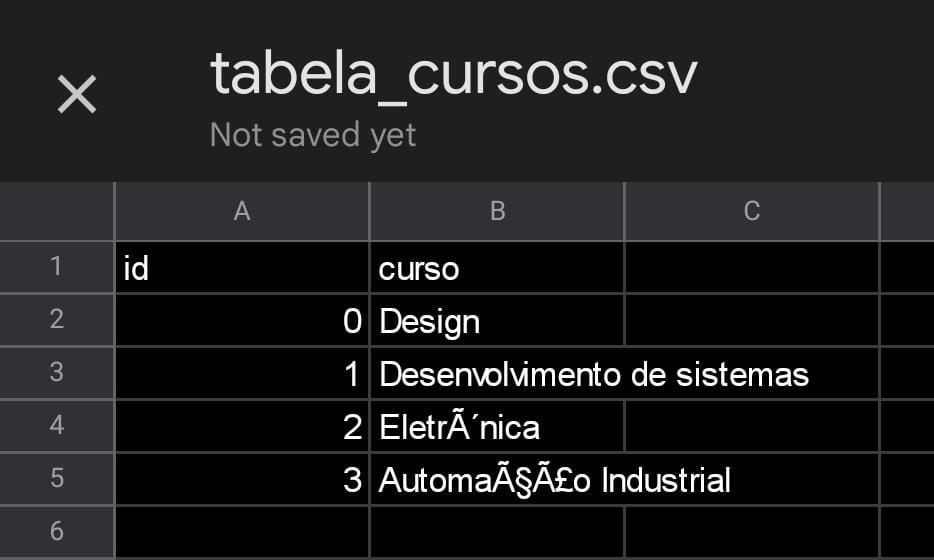 tabela_cursos.csv
Not saved yet
A B C
1 id curso
2 0 Design
3 1 Desenvolvimento de sistemas
4 2 EletrÃ´nica
5 3 AutomaÃ§Ã£o Industrial
6